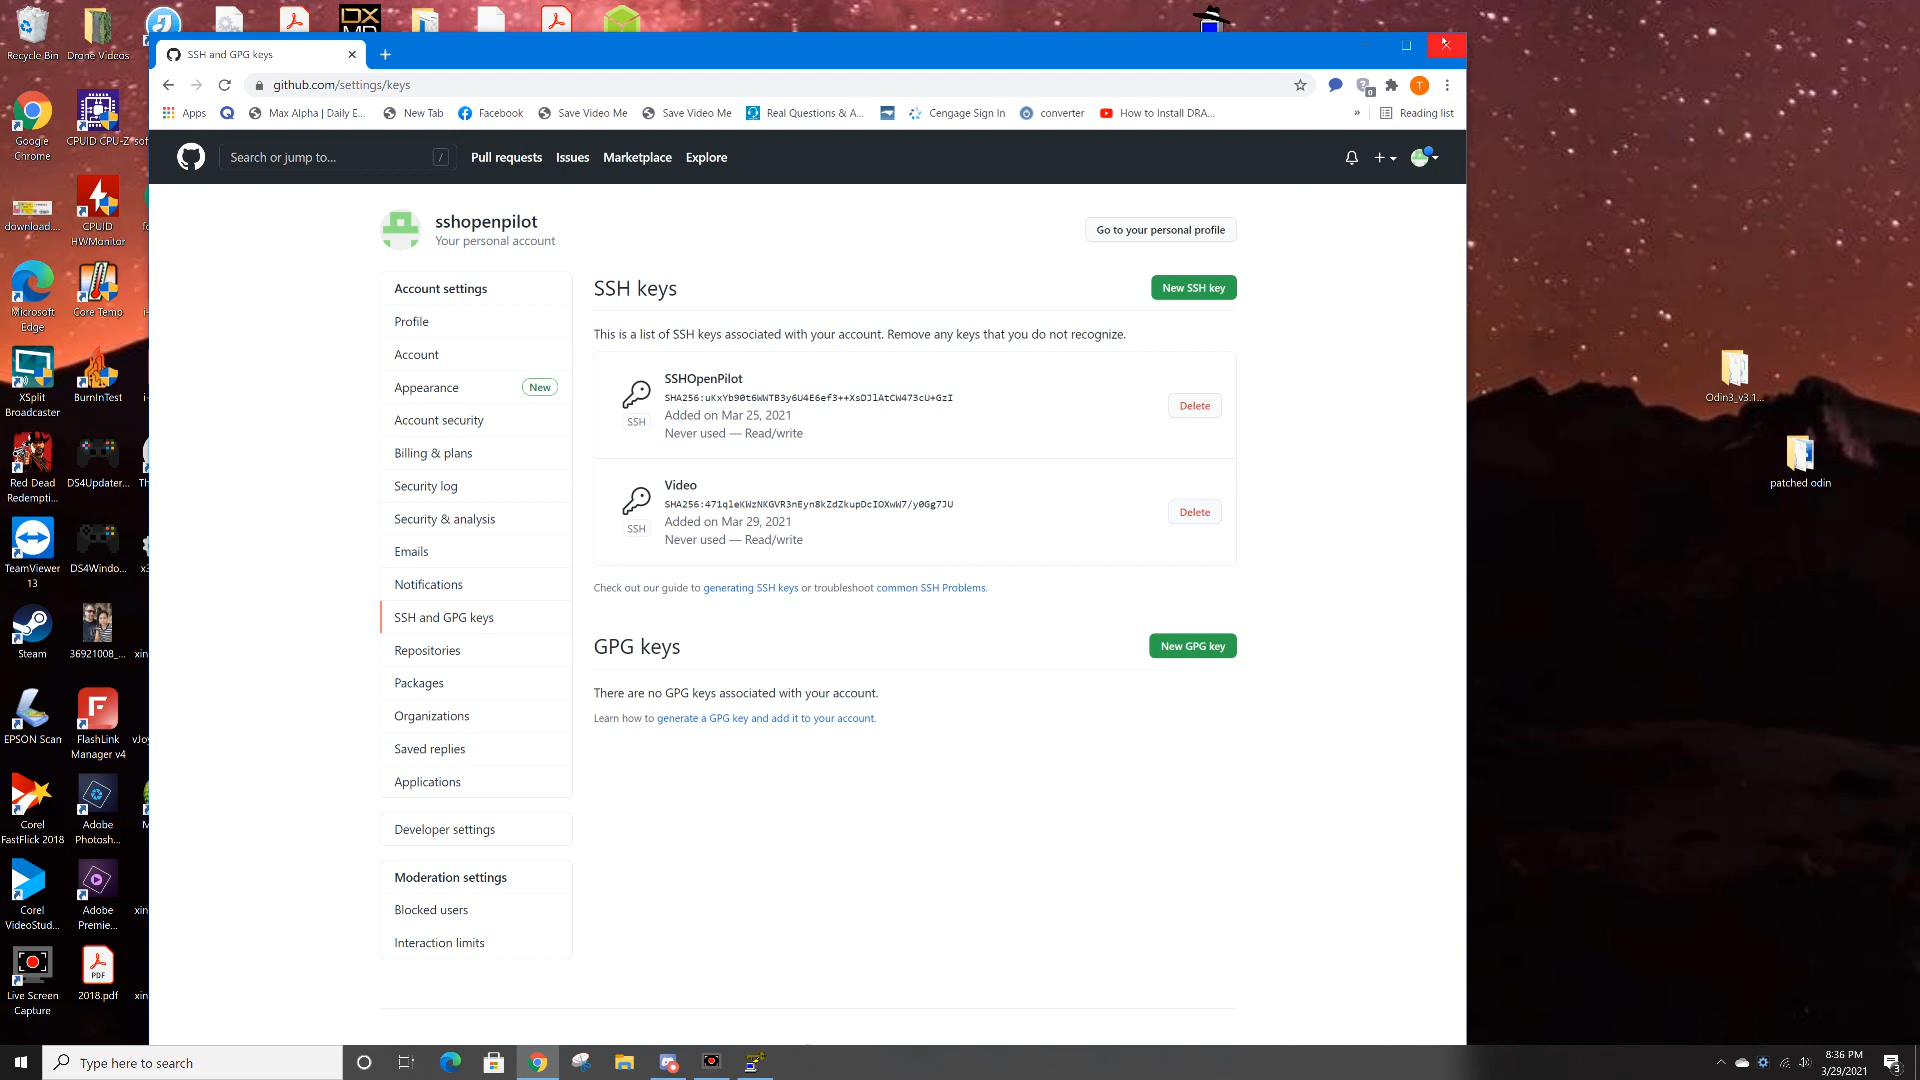 Recycle Bin
Drone Videos
Google Chrome
CPUID CPU-Z
download....
CPUID HWMonitor
Microsoft Edge
Core Temp
XSplit Broadcaster
BurnInTest
Red Dead Redempti...
DS4Updater...
TeamViewer 13
DS4Windo...
Steam
36921008_...
EPSON Scan
FlashLink Manager v4
Corel FastFlick 2018
Adobe Photosh...
Corel VideoStud...
Adobe Premie...
Live Screen Capture
PDF
2018.pdf
DX
SSH and GPG keys
github.com/settings/keys
T
Apps
Max Alpha | Daily E...
New Tab
Facebook
Save Video Me
Save Video Me
Real Questions & A...
Cengage Sign In
converter
How to Install DRA...
»
Reading list
Search or jump to...
/
Pull requests
Issues
Marketplace
Explore
sshopenpilot
Your personal account
Go to your personal profile
Account settings
Profile
Account
Appearance
New
Account security
Billing & plans
Security log
Security & analysis
Emails
Notifications
SSH and GPG keys
Repositories
Packages
Organizations
Saved replies
Applications
Developer settings
Moderation settings
Blocked users
Interaction limits
SSH keys
New SSH key
This is a list of SSH keys associated with your account. Remove any keys that you do not recognize.
SSHOpenPilot
SHA256:uKxYb90t6WWTB3y6U4E6ef3++XsDJlAtCW473cU+GzI
Added on Mar 25, 2021
Never used — Read/write
SSH
Delete
Video
SHA256:471qleKWzNKGVR3nEyn8kZdZkupDcIOXwW7/y0Gg7JU
Added on Mar 29, 2021
Never used — Read/write
SSH
Delete
Check out our guide to generating SSH keys or troubleshoot common SSH Problems.
GPG keys
New GPG key
There are no GPG keys associated with your account.
Learn how to generate a GPG key and add it to your account.
Odin3_v3.1...
patched odin
Type here to search
8:36 PM
3/29/2021
3